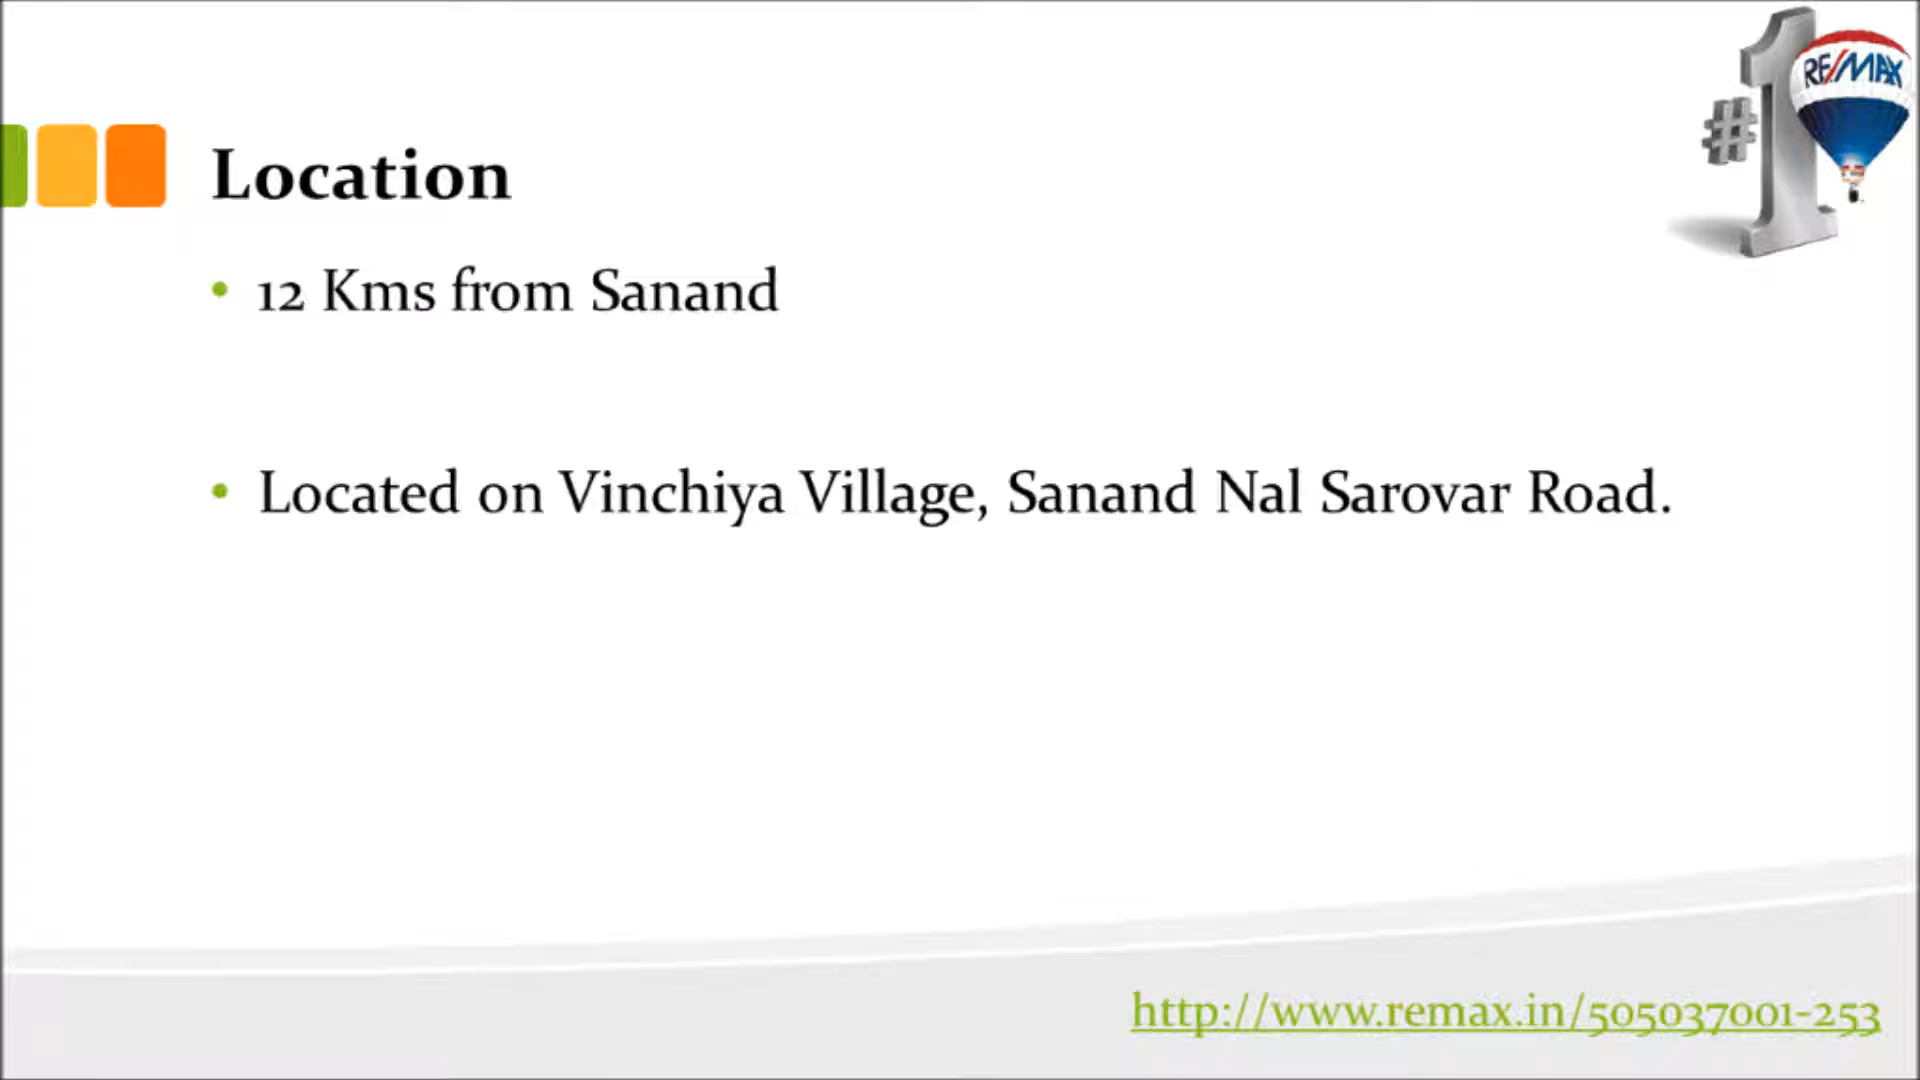 #1
RE/MAX
Location
• 12 Kms from Sanand
• Located on Vinchiya Village, Sanand Nal Sarovar Road.
http://www.remax.in/505037001-253